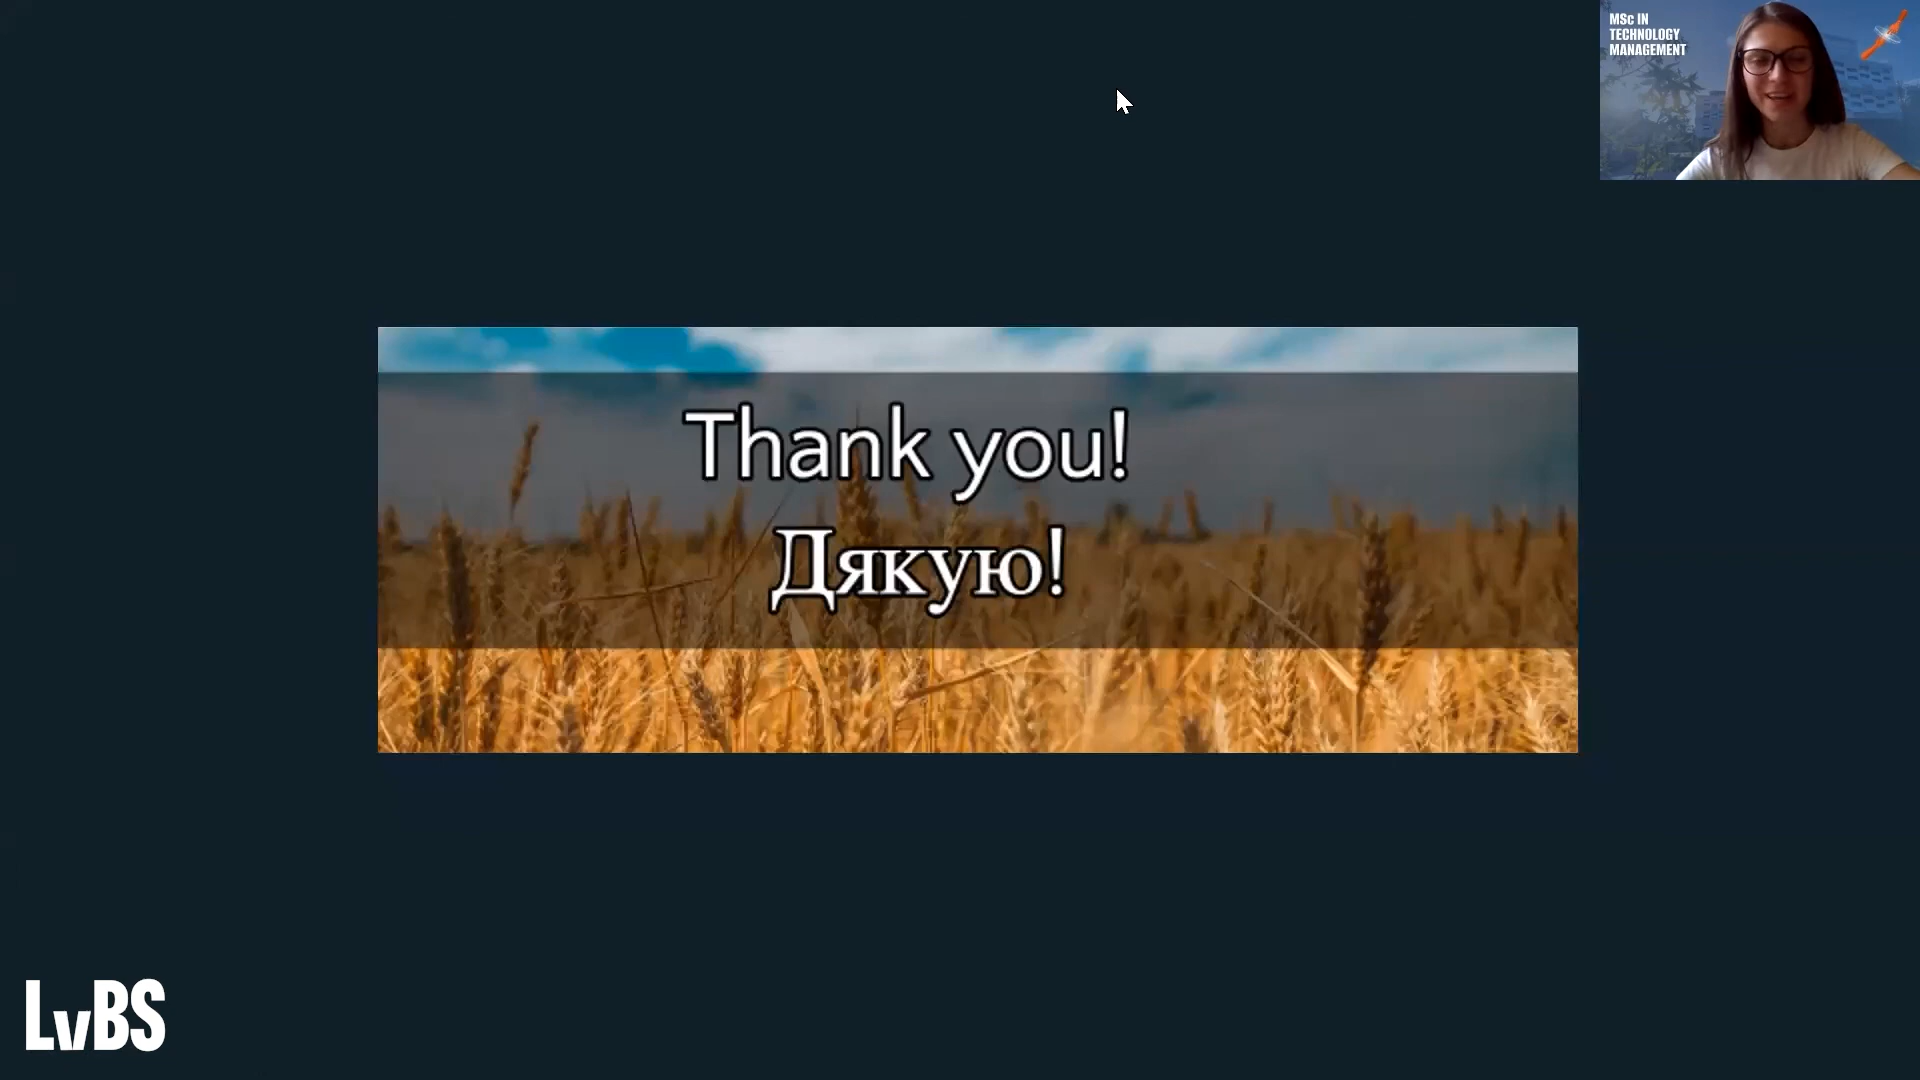 MSc IN
TECHNOLOGY
MANAGEMENT
Thank you!
Дякую!
LvBS